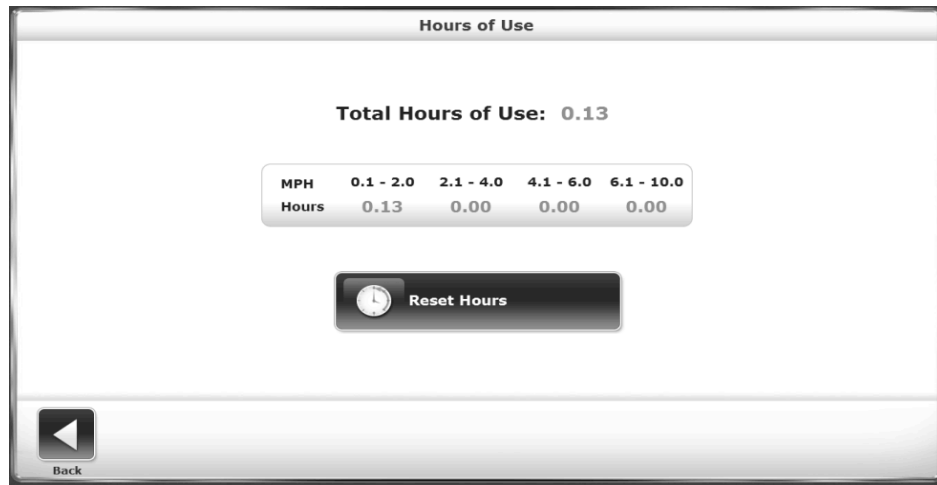 Hours of Use
Total Hours of Use: 0.13
MPH 0.1 - 2.0 2.1 - 4.0 4.1 - 6.0 6.1 - 10.0
Hours 0.13 0.00 0.00 0.00
Reset Hours
Back